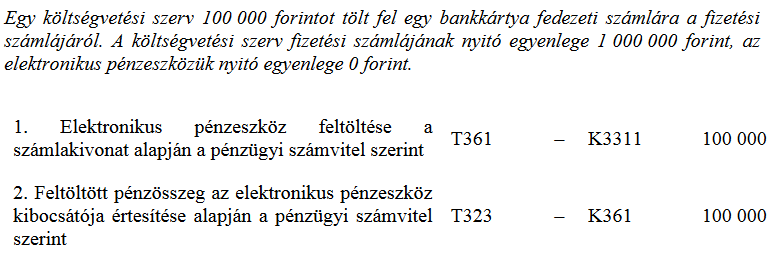 Egy költségvetési szerv 100 000 forintot tölt fel egy bankkártya fedezeti számlára a fizetési
számlájáról. A költségvetési szerv fizetési számlájának nyitó egyenlege 1 000 000 forint, az
elektronikus pénzeszközük nyitó egyenlege 0 forint.
1. Elektronikus pénzeszköz feltöltése a
számlakivonat alapján a pénzügyi számvitel szerint T361 – K3311 100 000
2. Feltöltött pénzösszeg az elektronikus pénzeszköz
kibocsátója értesítése alapján a pénzügyi számvitel T323 – K361 100 000
szerint